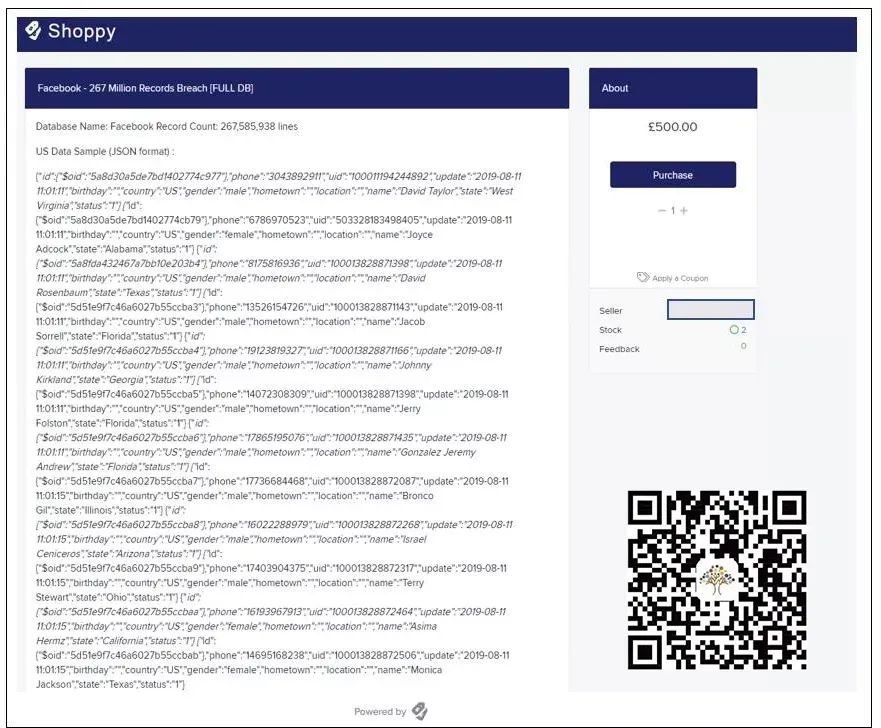 Shoppy
Facebook - 267 Million Records Breach [FULL DB]
Database Name: Facebook Record Count: 267,585,938 lines
US Data Sample (JSON format) :
{"id":{"$oid":"5a8d30a5de7bd1402774c977"},"phone":"3043892911","uid":"100011194244892","update":"2019-08-11
11:01:11","birthday":"","country":"US","gender":"male","hometown":"","location":"","name":"David Taylor","state":"West
Virginia","status":"1"} {"id":
{"$oid":"5a8d30a5de7bd1402774cb79"},"phone":"6786970523","uid":"503328183498405","update":"2019-08-11
11:01:11","birthday":"","country":"US","gender":"female","hometown":"","location":"","name":"Joyce
Adcock","state":"Alabama","status":"1"} {"id":
{"$oid":"5a8fda432467a7bb10e203b4"},"phone":"8175816936","uid":"100013828871398","update":"2019-08-11
11:01:11","birthday":"","country":"US","gender":"male","hometown":"","location":"","name":"David
Rosenbaum","state":"Texas","status":"1"} {"id":
{"$oid":"5d51e9f7c46a6027b55ccba3"},"phone":"13526154726","uid":"100013828871143","update":"2019-08-11
11:01:11","birthday":"","country":"US","gender":"male","hometown":"","location":"","name":"Jacob
Sorrell","state":"Florida","status":"1"} {"id":
{"$oid":"5d51e9f7c46a6027b55ccba4"},"phone":"19123819327","uid":"100013828871166","update":"2019-08-11
11:01:11","birthday":"","country":"US","gender":"male","hometown":"","location":"","name":"Johnny
Kirkland","state":"Georgia","status":"1"} {"id":
{"$oid":"5d51e9f7c46a6027b55ccba5"},"phone":"14072308309","uid":"100013828871398","update":"2019-08-11
11:01:11","birthday":"","country":"US","gender":"male","hometown":"","location":"","name":"Jerry
Folston","state":"Florida","status":"1"} {"id":
{"$oid":"5d51e9f7c46a6027b55ccba6"},"phone":"17865195076","uid":"100013828871435","update":"2019-08-11
11:01:11","birthday":"","country":"US","gender":"male","hometown":"","location":"","name":"Gonzalez Jeremy
Andrew","state":"Florida","status":"1"} {"id":
{"$oid":"5d51e9f7c46a6027b55ccba7"},"phone":"17736684468","uid":"100013828872087","update":"2019-08-11
11:01:15","birthday":"","country":"US","gender":"male","hometown":"","location":"","name":"Bronco
Gil","state":"Illinois","status":"1"} {"id":
{"$oid":"5d51e9f7c46a6027b55ccba8"},"phone":"16022288979","uid":"100013828872268","update":"2019-08-11
11:01:15","birthday":"","country":"US","gender":"male","hometown":"","location":"","name":"Israel
Ceniceros","state":"Arizona","status":"1"} {"id":
{"$oid":"5d51e9f7c46a6027b55ccba9"},"phone":"17403904375","uid":"100013828872317","update":"2019-08-11
11:01:15","birthday":"","country":"US","gender":"male","hometown":"","location":"","name":"Terry
Stewart","state":"Ohio","status":"1"} {"id":
{"$oid":"5d51e9f7c46a6027b55ccbaa"},"phone":"16193967913","uid":"100013828872464","update":"2019-08-11
11:01:15","birthday":"","country":"US","gender":"female","hometown":"","location":"","name":"Asima
Hermz","state":"California","status":"1"} {"id":
{"$oid":"5d51e9f7c46a6027b55ccbab"},"phone":"14695168238","uid":"100013828872506","update":"2019-08-11
11:01:15","birthday":"","country":"US","gender":"female","hometown":"","location":"","name":"Monica
Jackson","state":"Texas","status":"1"}
About
£500.00
Purchase
− 1 +
Apply a Coupon
Seller
Stock 2
Feedback 0
Powered by